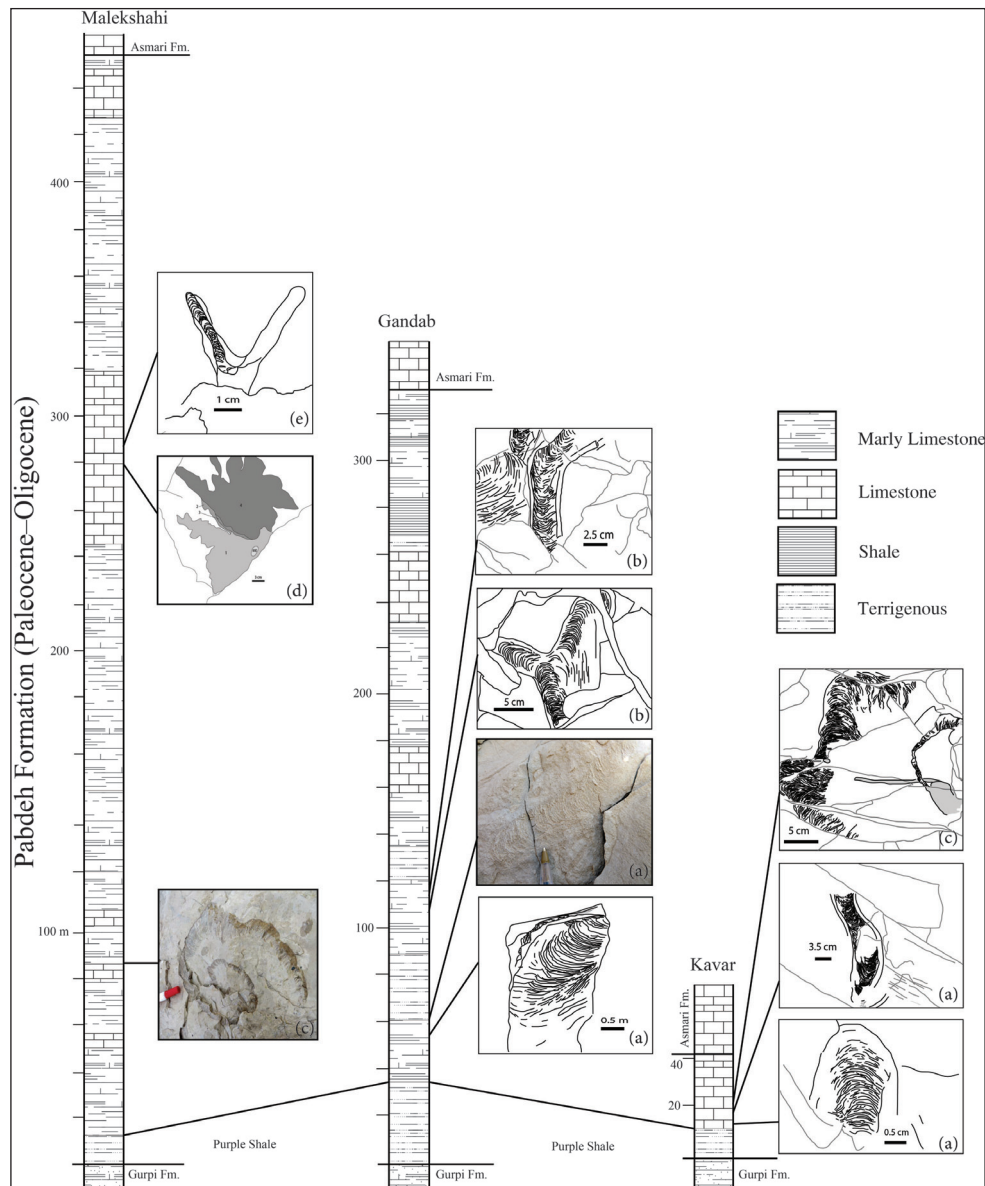 Malekshahi
Asmari Fm.
400
300
200
100 m
Pabdeh Formation (Paleocene–Oligocene)
1 cm
(e)
(d)
(c)
Purple Shale
Gurpi Fm.
Gandab
Asmari Fm.
300
200
100
2.5 cm
(b)
5 cm
(b)
(a)
0.5 m
(a)
Purple Shale
Gurpi Fm.
Marly Limestone
Limestone
Shale
Terrigenous
Kavar
Asmari Fm.
40
20
5 cm
(c)
3.5 cm
(a)
0.5 cm
(a)
Gurpi Fm.